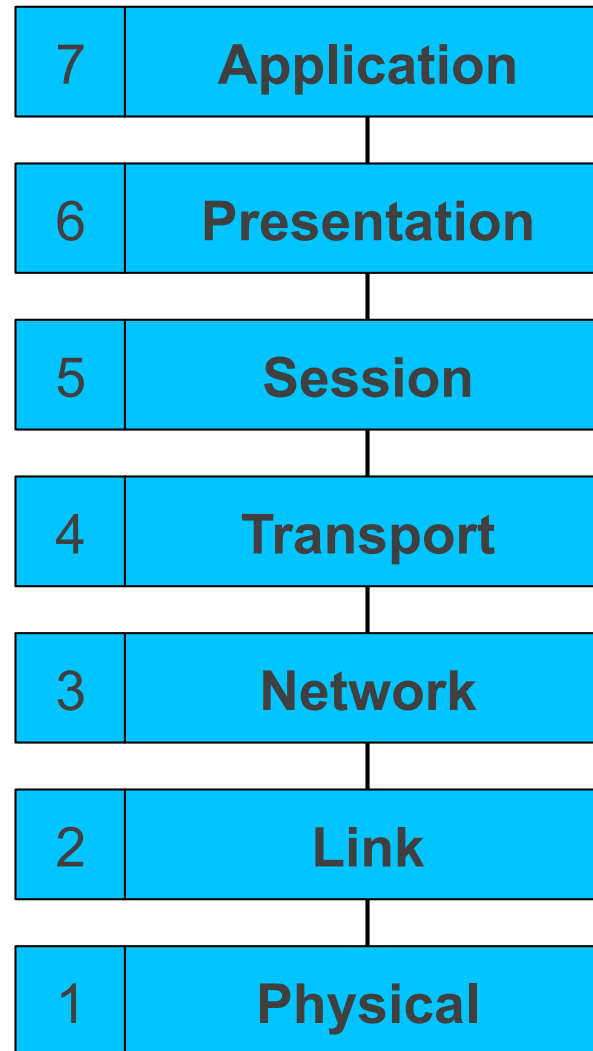 7 Application
6 Presentation
5 Session
4 Transport
3 Network
2 Link
1 Physical